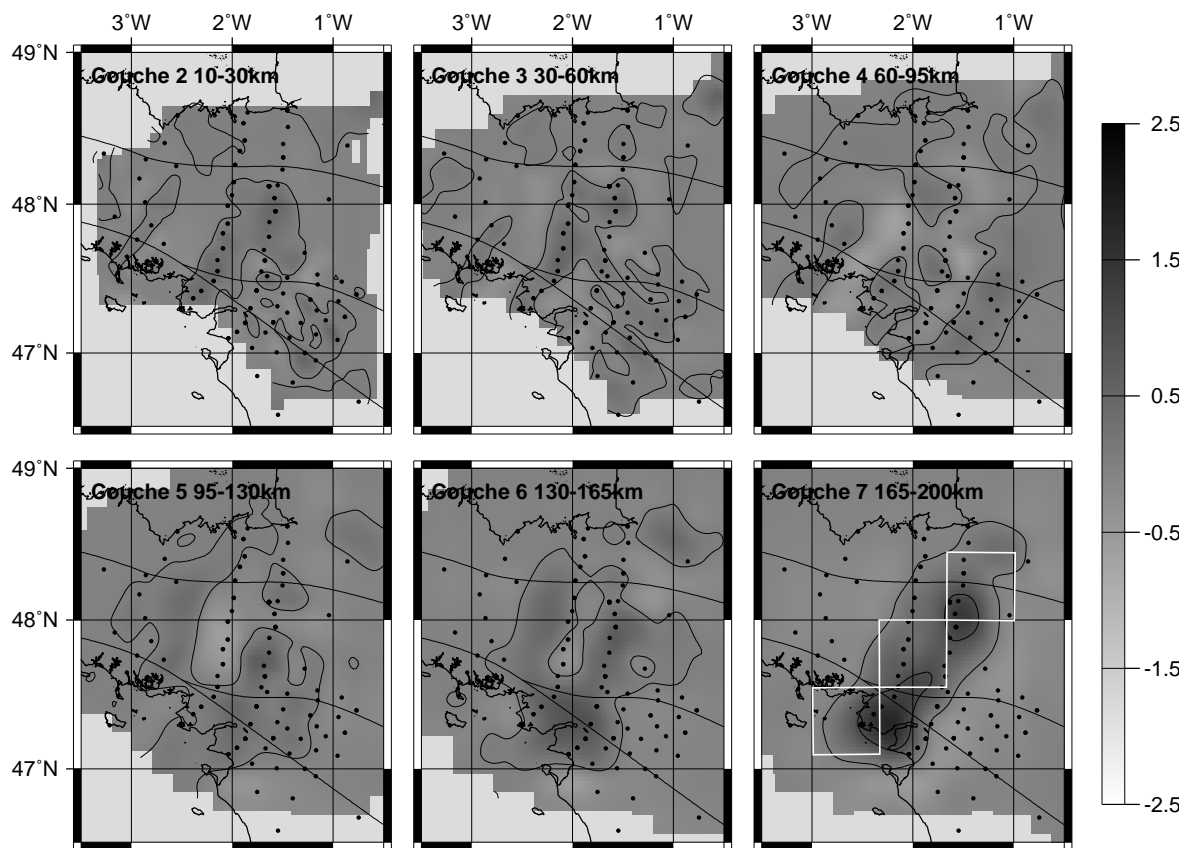 3°W 2°W 1°W 3°W 2°W 1°W 3°W 2°W 1°W
49°N
Couche 2 10-30km
Couche 3 30-60km
Couche 4 60-95km
48°N
47°N
2.5
1.5
0.5
-0.5
-1.5
-2.5
49°N
Couche 5 95-130km
Couche 6 130-165km
Couche 7 165-200km
48°N
47°N